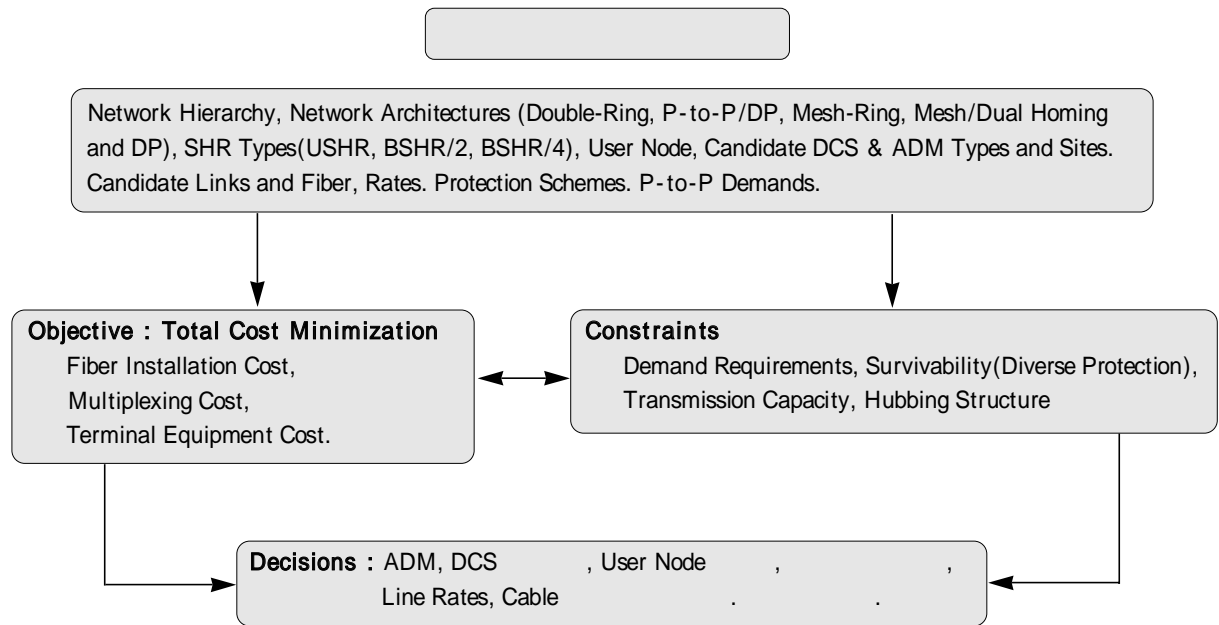 Network Hierarchy, Network Architectures (Double-Ring, P-to-P/DP, Mesh-Ring, Mesh/Dual Homing
and DP), SHR Types(USHR, BSHR/2, BSHR/4), User Node, Candidate DCS & ADM Types and Sites.
Candidate Links and Fiber, Rates. Protection Schemes. P-to-P Demands.
Objective : Total Cost Minimization
Fiber Installation Cost,
Multiplexing Cost,
Terminal Equipment Cost.
Constraints
Demand Requirements, Survivability(Diverse Protection),
Transmission Capacity, Hubbing Structure
Decisions : ADM, DCS , User Node , ,
Line Rates, Cable . .